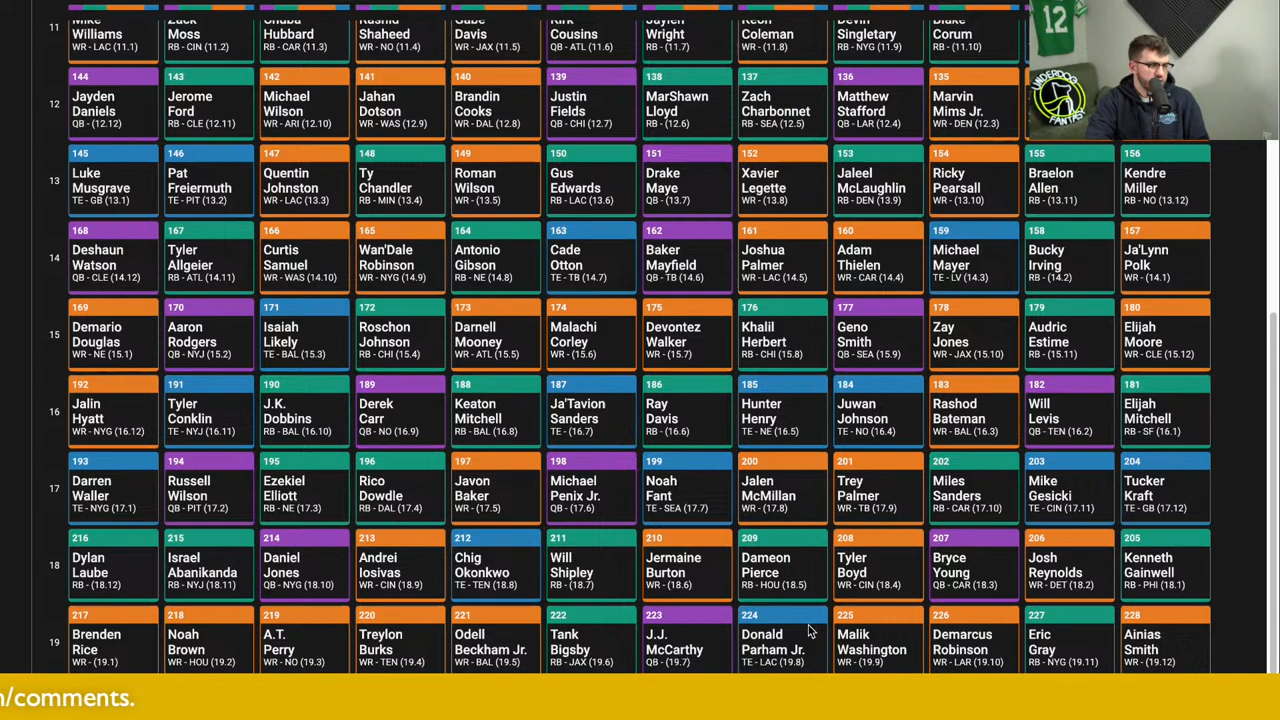 11
Mike
Williams
WR - LAC (11.1)
Zack
Moss
RB - CIN (11.2)
Chuba
Hubbard
RB - CAR (11.3)
Rashid
Shaheed
WR - NO (11.4)
Gabe
Davis
WR - JAX (11.5)
Kirk
Cousins
QB - ATL (11.6)
Jaylen
Wright
RB - (11.7)
Keon
Coleman
WR - (11.8)
Devin
Singletary
RB - NYG (11.9)
Blake
Corum
RB - (11.10)
12
144
Jayden
Daniels
QB - (12.12)
143
Jerome
Ford
RB - CLE (12.11)
142
Michael
Wilson
WR - ARI (12.10)
141
Jahan
Dotson
WR - WAS (12.9)
140
Brandin
Cooks
WR - DAL (12.8)
139
Justin
Fields
QB - CHI (12.7)
138
MarShawn
Lloyd
RB - (12.6)
137
Zach
Charbonnet
RB - SEA (12.5)
136
Matthew
Stafford
QB - LAR (12.4)
135
Marvin
Mims Jr.
WR - DEN (12.3)
12
UNDERDOG
FANTASY
13
145
Luke
Musgrave
TE - GB (13.1)
146
Pat
Freiermuth
TE - PIT (13.2)
147
Quentin
Johnston
WR - LAC (13.3)
148
Ty
Chandler
RB - MIN (13.4)
149
Roman
Wilson
WR - (13.5)
150
Gus
Edwards
RB - LAC (13.6)
151
Drake
Maye
QB - (13.7)
152
Xavier
Legette
WR - (13.8)
153
Jaleel
McLaughlin
RB - DEN (13.9)
154
Ricky
Pearsall
WR - (13.10)
155
Braelon
Allen
RB - (13.11)
156
Kendre
Miller
RB - NO (13.12)
14
168
Deshaun
Watson
QB - CLE (14.12)
167
Tyler
Allgeier
RB - ATL (14.11)
166
Curtis
Samuel
WR - WAS (14.10)
165
Wan'Dale
Robinson
WR - NYG (14.9)
164
Antonio
Gibson
RB - NE (14.8)
163
Cade
Otton
TE - TB (14.7)
162
Baker
Mayfield
QB - TB (14.6)
161
Joshua
Palmer
WR - LAC (14.5)
160
Adam
Thielen
WR - CAR (14.4)
159
Michael
Mayer
TE - LV (14.3)
158
Bucky
Irving
RB - (14.2)
157
Ja'Lynn
Polk
WR - (14.1)
15
169
Demario
Douglas
WR - NE (15.1)
170
Aaron
Rodgers
QB - NYJ (15.2)
171
Isaiah
Likely
TE - BAL (15.3)
172
Roschon
Johnson
RB - CHI (15.4)
173
Darnell
Mooney
WR - ATL (15.5)
174
Malachi
Corley
WR - (15.6)
175
Devontez
Walker
WR - (15.7)
176
Khalil
Herbert
RB - CHI (15.8)
177
Geno
Smith
QB - SEA (15.9)
178
Zay
Jones
WR - JAX (15.10)
179
Audric
Estime
RB - (15.11)
180
Elijah
Moore
WR - CLE (15.12)
16
192
Jalin
Hyatt
WR - NYG (16.12)
191
Tyler
Conklin
TE - NYJ (16.11)
190
J.K.
Dobbins
RB - BAL (16.10)
189
Derek
Carr
QB - NO (16.9)
188
Keaton
Mitchell
RB - BAL (16.8)
187
Ja'Tavion
Sanders
TE - (16.7)
186
Ray
Davis
RB - (16.6)
185
Hunter
Henry
TE - NE (16.5)
184
Juwan
Johnson
TE - NO (16.4)
183
Rashod
Bateman
WR - BAL (16.3)
182
Will
Levis
QB - TEN (16.2)
181
Elijah
Mitchell
RB - SF (16.1)
17
193
Darren
Waller
TE - NYG (17.1)
194
Russell
Wilson
QB - PIT (17.2)
195
Ezekiel
Elliott
RB - NE (17.3)
196
Rico
Dowdle
RB - DAL (17.4)
197
Javon
Baker
WR - (17.5)
198
Michael
Penix Jr.
QB - (17.6)
199
Noah
Fant
TE - SEA (17.7)
200
Jalen
McMillan
WR - (17.8)
201
Trey
Palmer
WR - TB (17.9)
202
Miles
Sanders
RB - CAR (17.10)
203
Mike
Gesicki
TE - CIN (17.11)
204
Tucker
Kraft
TE - GB (17.12)
18
216
Dylan
Laube
RB - (18.12)
215
Israel
Abanikanda
RB - NYJ (18.11)
214
Daniel
Jones
QB - NYG (18.10)
213
Andrei
Iosivas
WR - CIN (18.9)
212
Chig
Okonkwo
TE - TEN (18.8)
211
Will
Shipley
RB - (18.7)
210
Jermaine
Burton
WR - (18.6)
209
Dameon
Pierce
RB - HOU (18.5)
208
Tyler
Boyd
WR - CIN (18.4)
207
Bryce
Young
QB - CAR (18.3)
206
Josh
Reynolds
WR - DET (18.2)
205
Kenneth
Gainwell
RB - PHI (18.1)
19
217
Brenden
Rice
WR - (19.1)
218
Noah
Brown
WR - HOU (19.2)
219
A.T.
Perry
WR - NO (19.3)
220
Treylon
Burks
WR - TEN (19.4)
221
Odell
Beckham Jr.
WR - BAL (19.5)
222
Tank
Bigsby
RB - JAX (19.6)
223
J.J.
McCarthy
QB - (19.7)
224
Donald
Parham Jr.
TE - LAC (19.8)
225
Malik
Washington
WR - (19.9)
226
Demarcus
Robinson
WR - LAR (19.10)
227
Eric
Gray
RB - NYG (19.11)
228
Ainias
Smith
WR - (19.12)
n/comments.